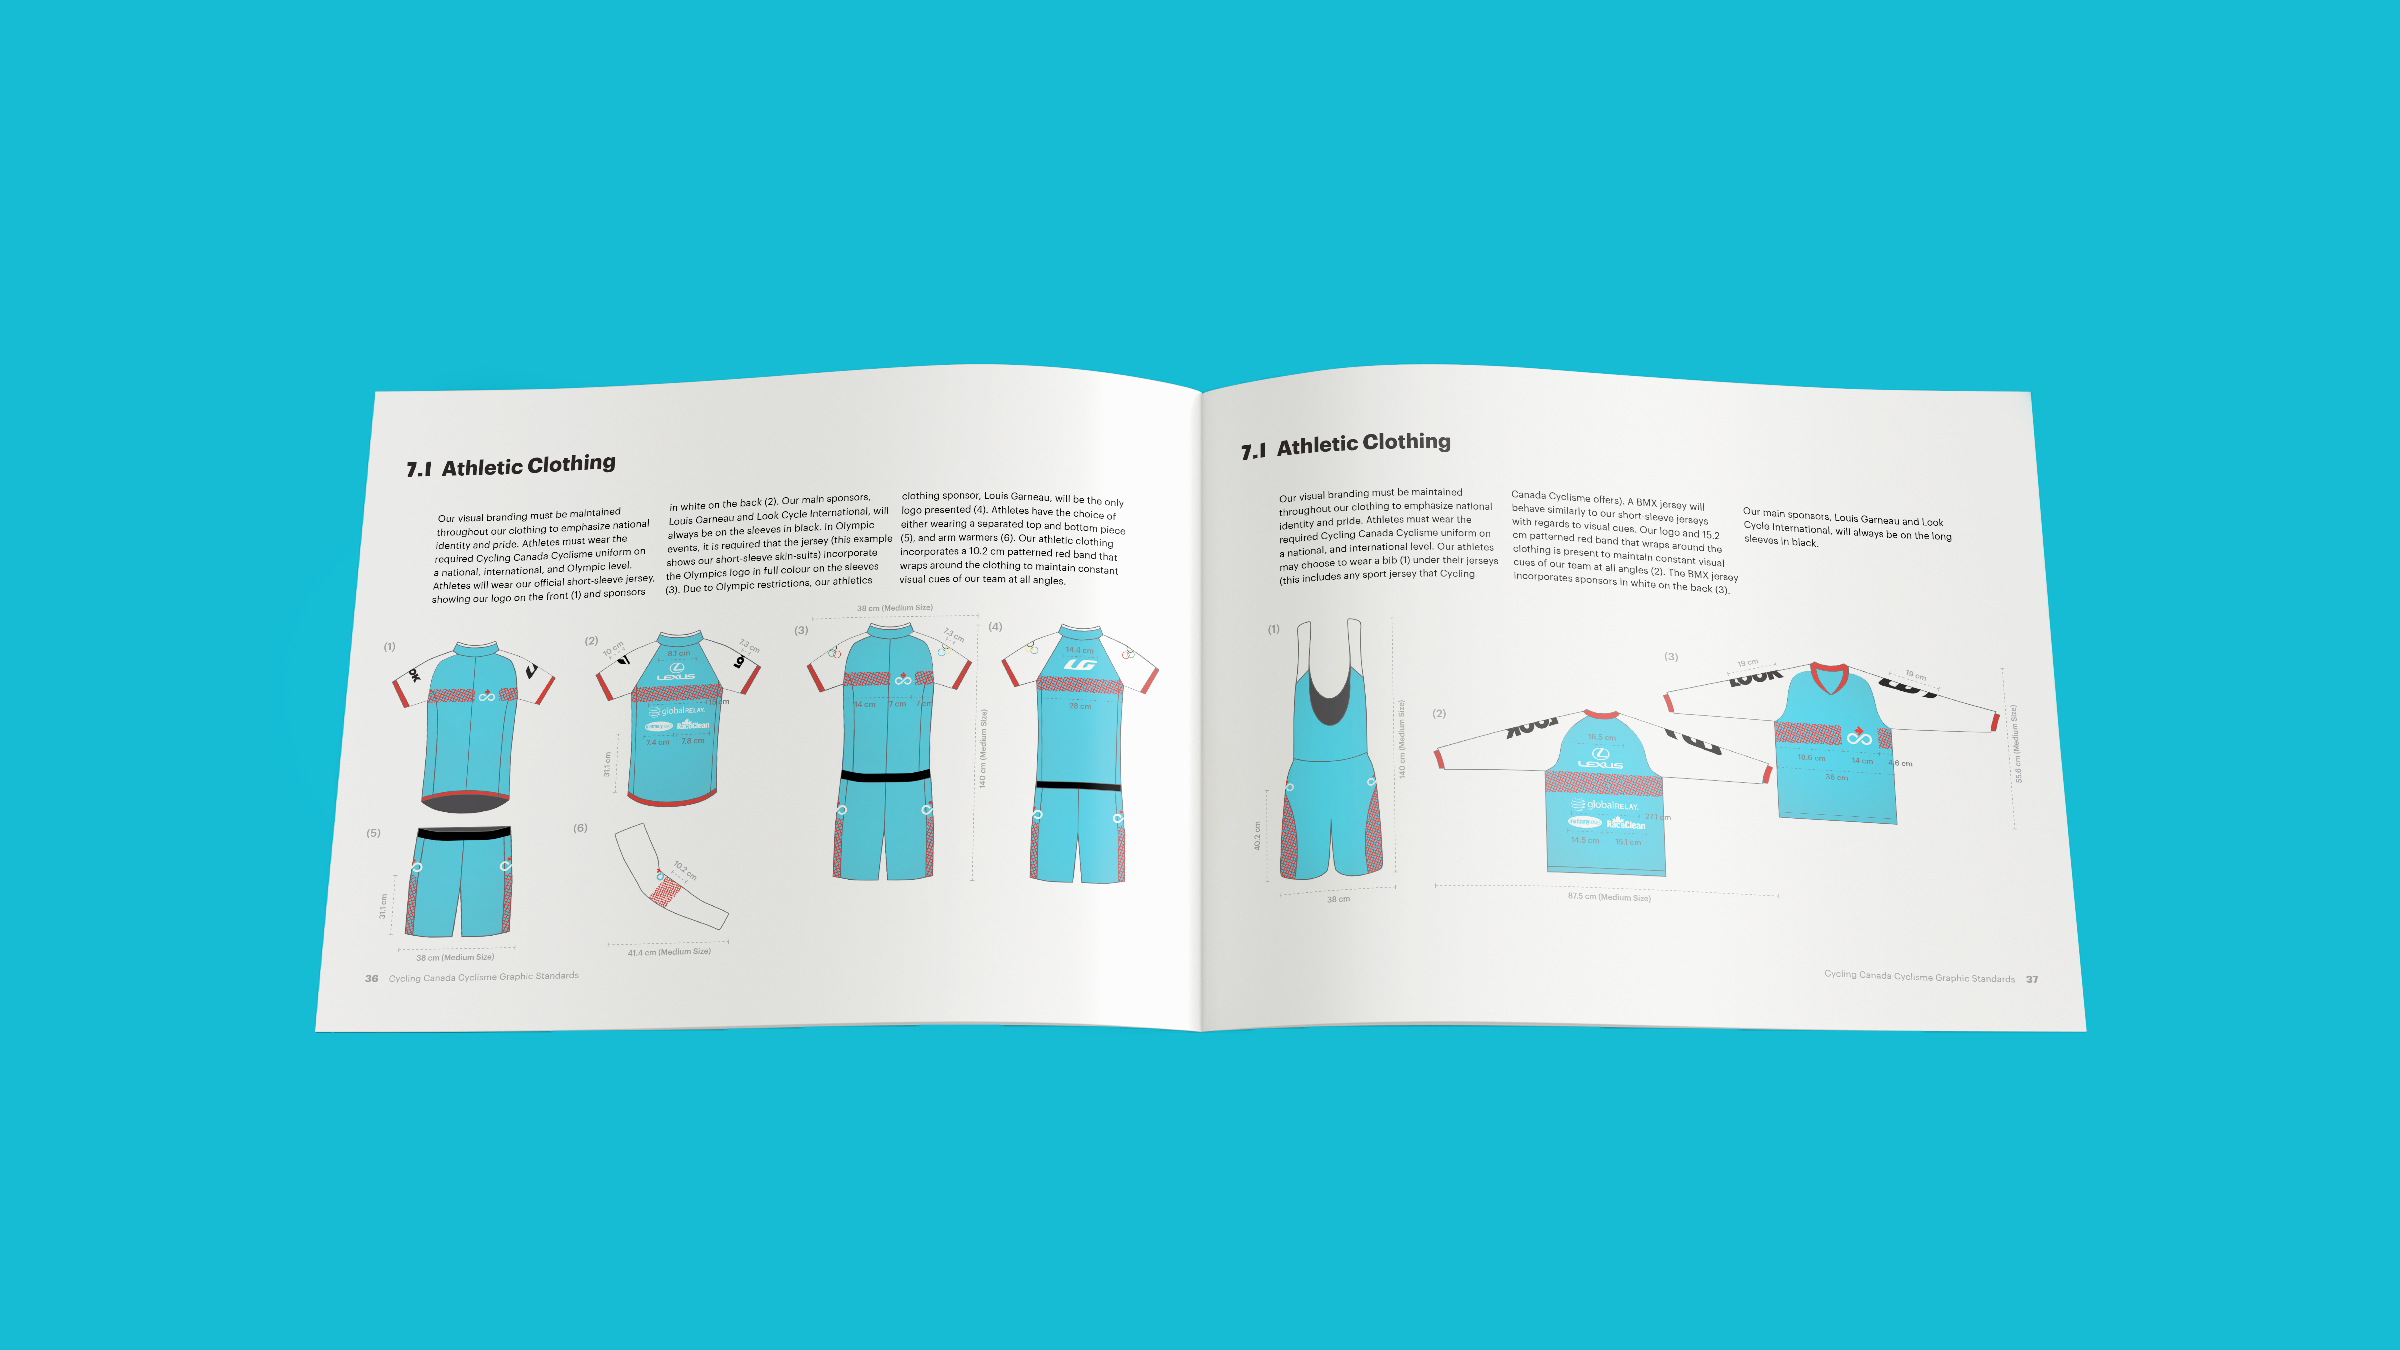 7.1 Athletic Clothing
Our visual branding must be maintained
throughout our clothing to emphasize national
identity and pride. Athletes must wear the
required Cycling Canada Cyclisme uniform on
a national, international, and Olympic level.
Athletes will wear our official short-sleeve jersey,
showing our logo on the front (1) and sponsors
in white on the back (2). Our main sponsors,
Louis Garneau and Look Cycle International, will
always be on the sleeves in black. In Olympic
events, it is required that the jersey (this example
shows our short-sleeve skin-suits) incorporate
the Olympics logo in full colour on the sleeves
(3). Due to Olympic restrictions, our athletics
clothing sponsor, Louis Garneau, will be the only
logo presented (4). Athletes have the choice of
either wearing a separated top and bottom piece
(5), and arm warmers (6). Our athletic clothing
incorporates a 10.2 cm patterned red band that
wraps around the clothing to maintain constant
visual cues of our team at all angles.
(1)
OK
(2)
10 cm
7.3 cm
8.1 cm
LEXUS
globalRELAY.
RaceClean
7.4 cm 7.8 cm
31.1 cm
(3)
38 cm (Medium Size)
7.3 cm
14 cm 7 cm
140 cm (Medium Size)
(4)
14.4 cm
LG
28 cm
(5)
31.1 cm
38 cm (Medium Size)
(6)
10.2 cm
41.4 cm (Medium Size)
36 Cycling Canada Cyclisme Graphic Standards
7.1 Athletic Clothing
Our visual branding must be maintained
throughout our clothing to emphasize national
identity and pride. Athletes must wear the
required Cycling Canada Cyclisme uniform on
a national, and international level. Our athletes
may choose to wear a bib (1) under their jerseys
(this includes any sport jersey that Cycling
Canada Cyclisme offers). A BMX jersey will
behave similarly to our short-sleeve jerseys
with regards to visual cues. Our logo and 15.2
cm patterned red band that wraps around the
clothing is present to maintain constant visual
cues of our team at all angles (2). The BMX jersey
incorporates sponsors in white on the back (3).
Our main sponsors, Louis Garneau and Look
Cycle International, will always be on the long
sleeves in black.
(1)
140 cm (Medium Size)
40.2 cm
38 cm
(2)
LOOK
18.5 cm
LEXUS
globalRELAY.
RaceClean
27.1 cm
14.5 cm 15.1 cm
87.5 cm (Medium Size)
(3)
19 cm
LOOK
19 cm
18.6 cm 14 cm 4.6 cm
38 cm
55.6 cm (Medium Size)
Cycling Canada Cyclisme Graphic Standards 37